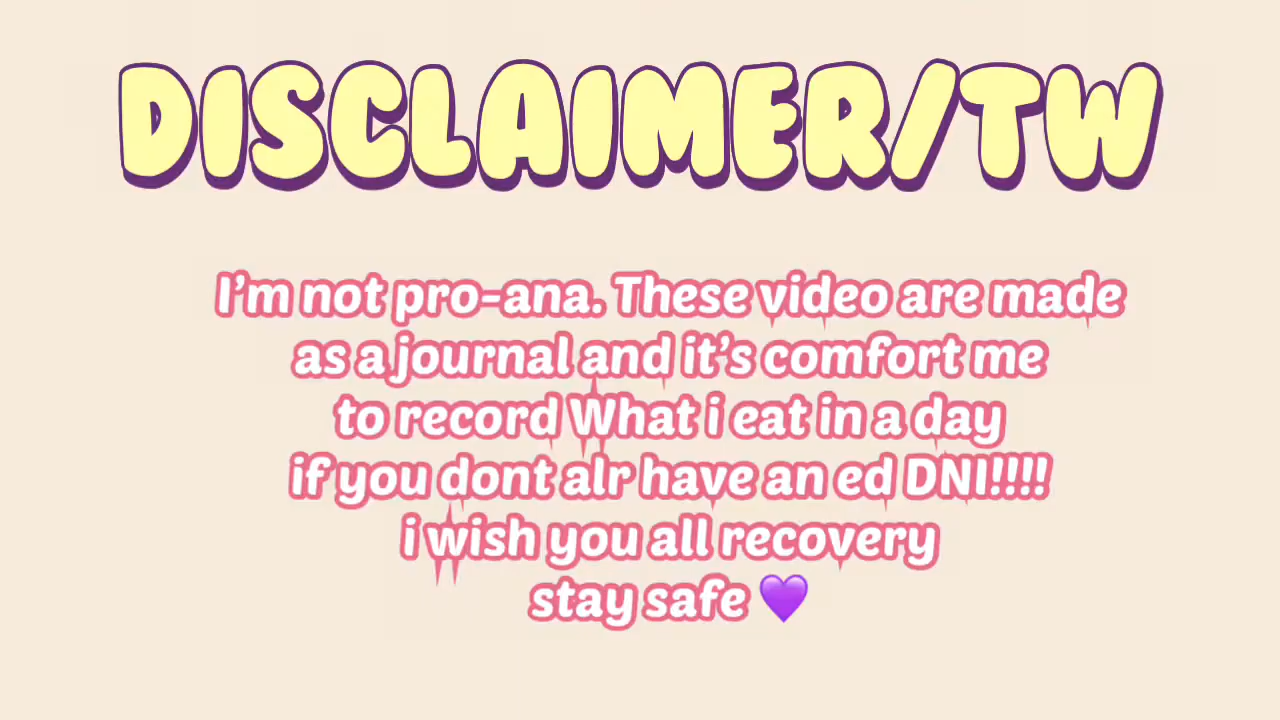 DISCLAIMER/TW
I'm not pro-ana. These video are made
as a journal and it's comfort me
to record What i eat in a day
if you dont alr have an ed DNI!!!!
i wish you all recovery
stay safe 💜